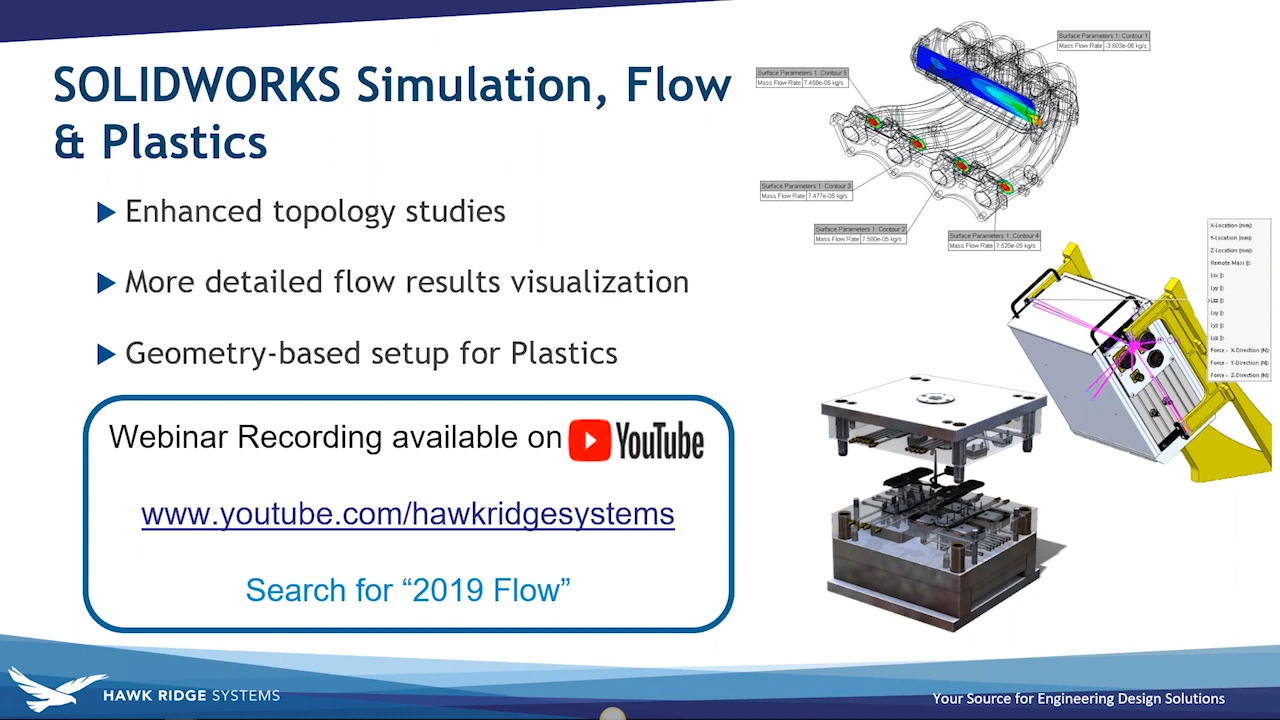 SOLIDWORKS Simulation, Flow
& Plastics
Enhanced topology studies
More detailed flow results visualization
Geometry-based setup for Plastics
Webinar Recording available on YouTube
www.youtube.com/hawkridgesystems
Search for “2019 Flow”
Surface Parameters 1: Contour 1
Mass Flow Rate -3.603e-06 kg/s
Surface Parameters 1: Contour 5
Mass Flow Rate 7.458e-05 kg/s
Surface Parameters 1: Contour 3
Mass Flow Rate 7.477e-05 kg/s
Surface Parameters 1: Contour 2
Mass Flow Rate 7.580e-05 kg/s
Surface Parameters 1: Contour 4
Mass Flow Rate 7.520e-05 kg/s
X-Location (mm):
Y-Location (mm):
Z-Location (mm):
Remote Mass ():
Force - X-Direction (N):
Force - Y-Direction (N):
Force - Z-Direction (N):
HAWK RIDGE SYSTEMS
Your Source for Engineering Design Solutions